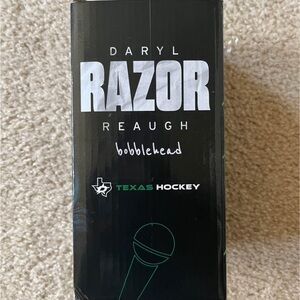 DARYL
RAZOR
REAUGH
bobblehead
TEXAS HOCKEY